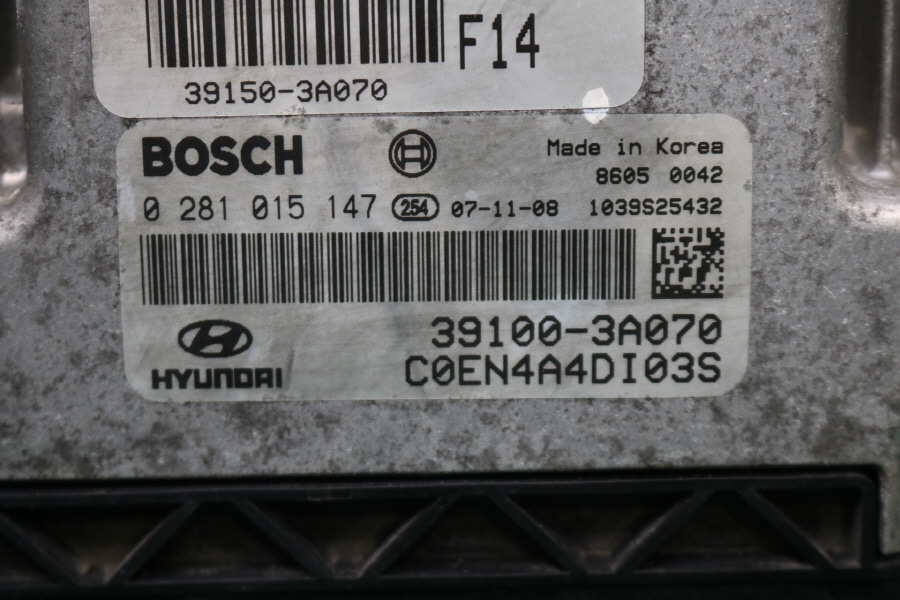 F14
39150-3A070
BOSCH
Made in Korea
8605 0042
0 281 015 147 254 07-11-08 1039S25432
39100-3A070
HYUNDAI
C0EN4A4DI03S